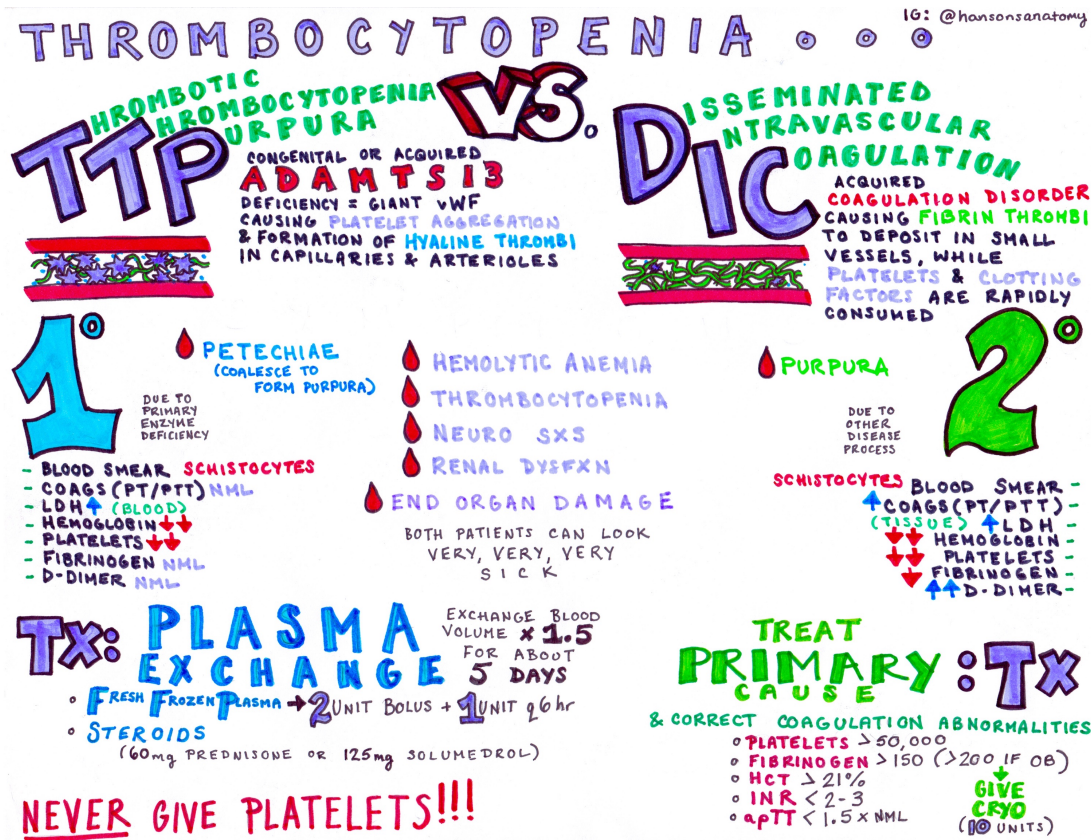 IG: @hansonsanatomy
THROMBOCYTOPENIA...
TTP
THROMBOTIC
THROMBOCYTOPENIA
PURPURA
VS.
DIC
DISSEMINATED
INTRAVASCULAR
COAGULATION
CONGENITAL OR ACQUIRED
ADAMTS13
DEFICIENCY = GIANT vWF
CAUSING PLATELET AGGREGATION
& FORMATION OF HYALINE THROMBI
IN CAPILLARIES & ARTERIOLES
ACQUIRED
COAGULATION DISORDER
CAUSING FIBRIN THROMBI
TO DEPOSIT IN SMALL
VESSELS, WHILE
PLATELETS & CLOTTING
FACTORS ARE RAPIDLY
CONSUMED
1°
DUE TO
PRIMARY
ENZYME
DEFICIENCY
PETECHIAE
(COALESCE TO
FORM PURPURA)
HEMOLYTIC ANEMIA
THROMBOCYTOPENIA
NEURO SXS
RENAL DYSFXN
END ORGAN DAMAGE
BOTH PATIENTS CAN LOOK
VERY, VERY, VERY
SICK
PURPURA
2°
DUE TO
OTHER
DISEASE
PROCESS
- BLOOD SMEAR SCHISTOCYTES
- COAGS (PT/PTT) NML
- LDH ↑ (BLOOD)
- HEMOGLOBIN ↓↓
- PLATELETS ↓↓
- FIBRINOGEN NML
- D-DIMER NML
SCHISTOCYTES BLOOD SMEAR -
↑ COAGS (PT/PTT) -
(TISSUE) ↑ LDH -
↓↓ HEMOGLOBIN -
↓↓ PLATELETS -
↓ FIBRINOGEN -
↑↑ D-DIMER -
Tx: PLASMA
EXCHANGE
EXCHANGE BLOOD
VOLUME x 1.5
FOR ABOUT
5 DAYS
° FRESH FROZEN PLASMA → 2 UNIT BOLUS + 1 UNIT q6hr
° STEROIDS
(60mg PREDNISONE OR 125mg SOLUMEDROL)
NEVER GIVE PLATELETS!!!
TREAT
PRIMARY :Tx
CAUSE
& CORRECT COAGULATION ABNORMALITIES
° PLATELETS > 50,000
° FIBRINOGEN > 150 (>200 IF OB)
° HCT > 21%
° INR < 2-3
° apTT < 1.5 x NML
↓
GIVE
CRYO
(10 UNITS)